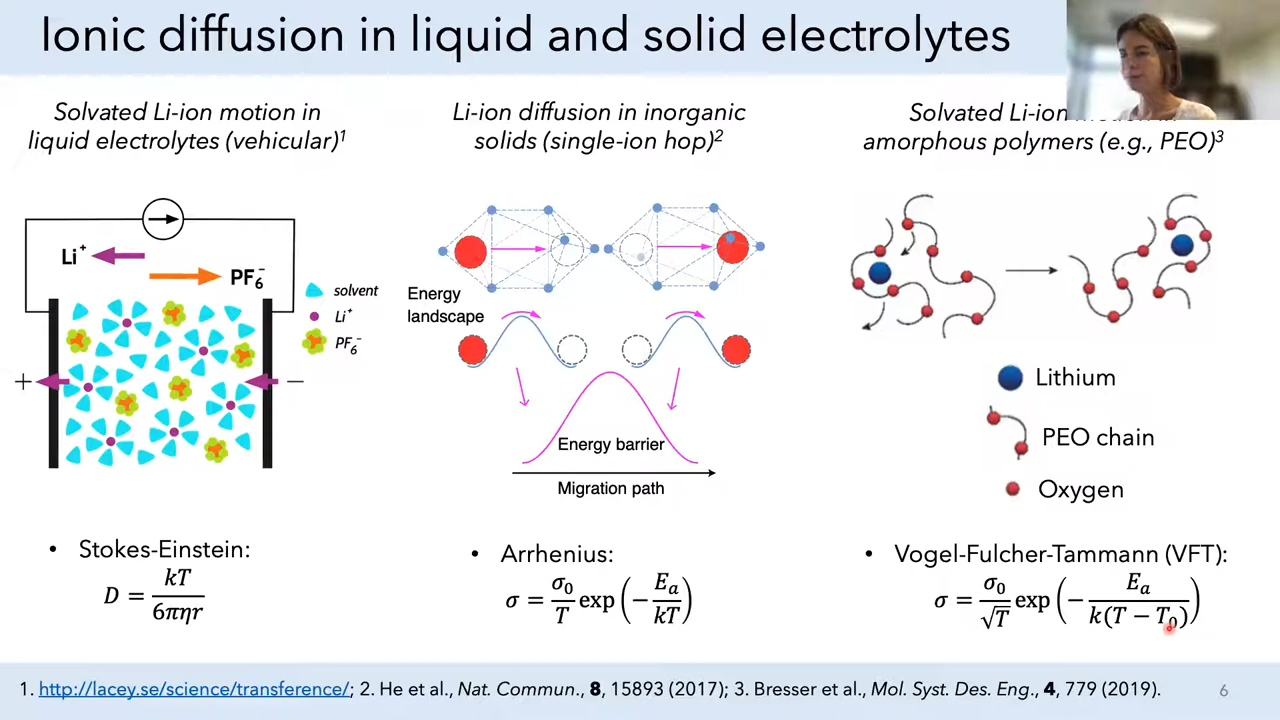 Ionic diffusion in liquid and solid electrolytes
Solvated Li-ion motion in
liquid electrolytes (vehicular)1
Li+
PF6−
solvent
Li+
PF6−
+
−
• Stokes-Einstein:
D = kT / 6πηr
Li-ion diffusion in inorganic
solids (single-ion hop)2
Energy
landscape
Energy barrier
Migration path
• Arrhenius:
σ = σ0/T exp(−Ea/kT)
Solvated Li-ion in
amorphous polymers (e.g., PEO)3
Lithium
PEO chain
Oxygen
• Vogel-Fulcher-Tammann (VFT):
σ = σ0/√T exp(−Ea/k(T − T0))
1. http://lacey.se/science/transference/; 2. He et al., Nat. Commun., 8, 15893 (2017); 3. Bresser et al., Mol. Syst. Des. Eng., 4, 779 (2019).
6